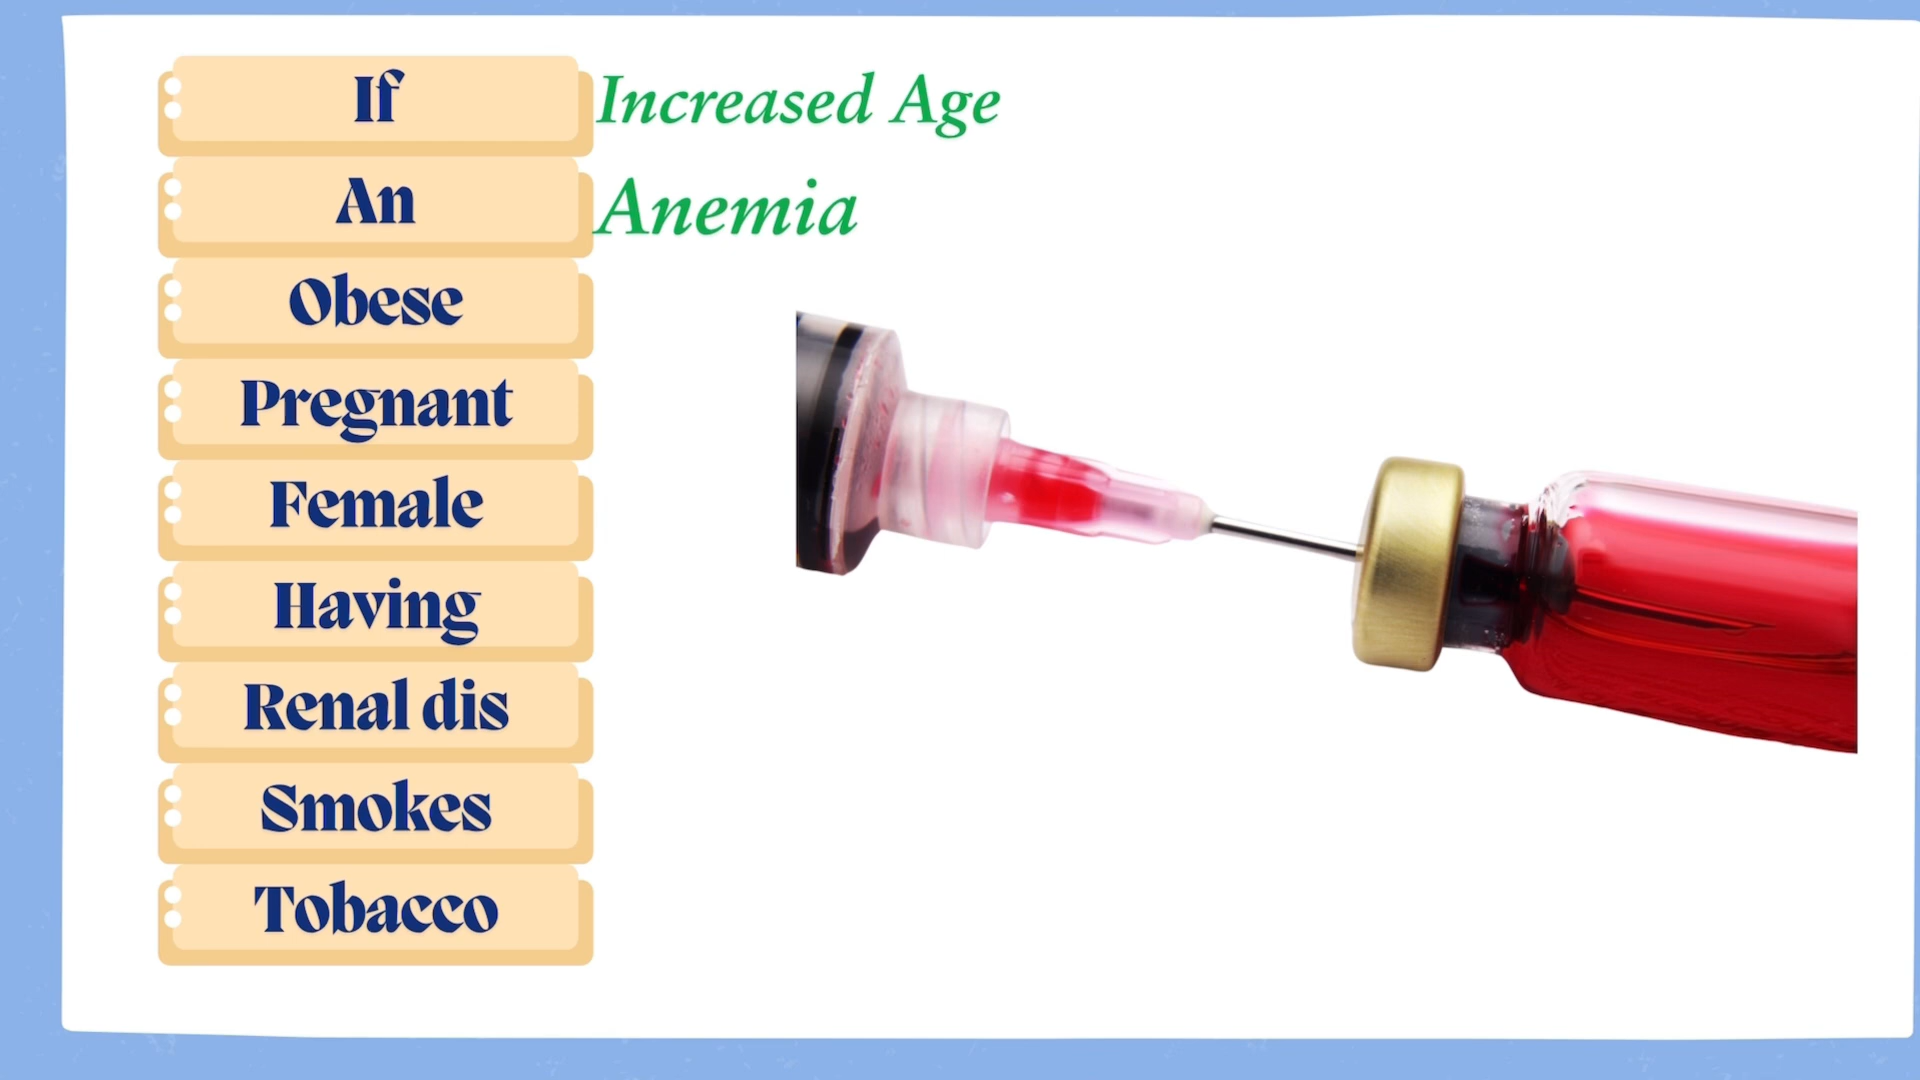 If Increased Age
An Anemia
Obese
Pregnant
Female
Having
Renal dis
Smokes
Tobacco